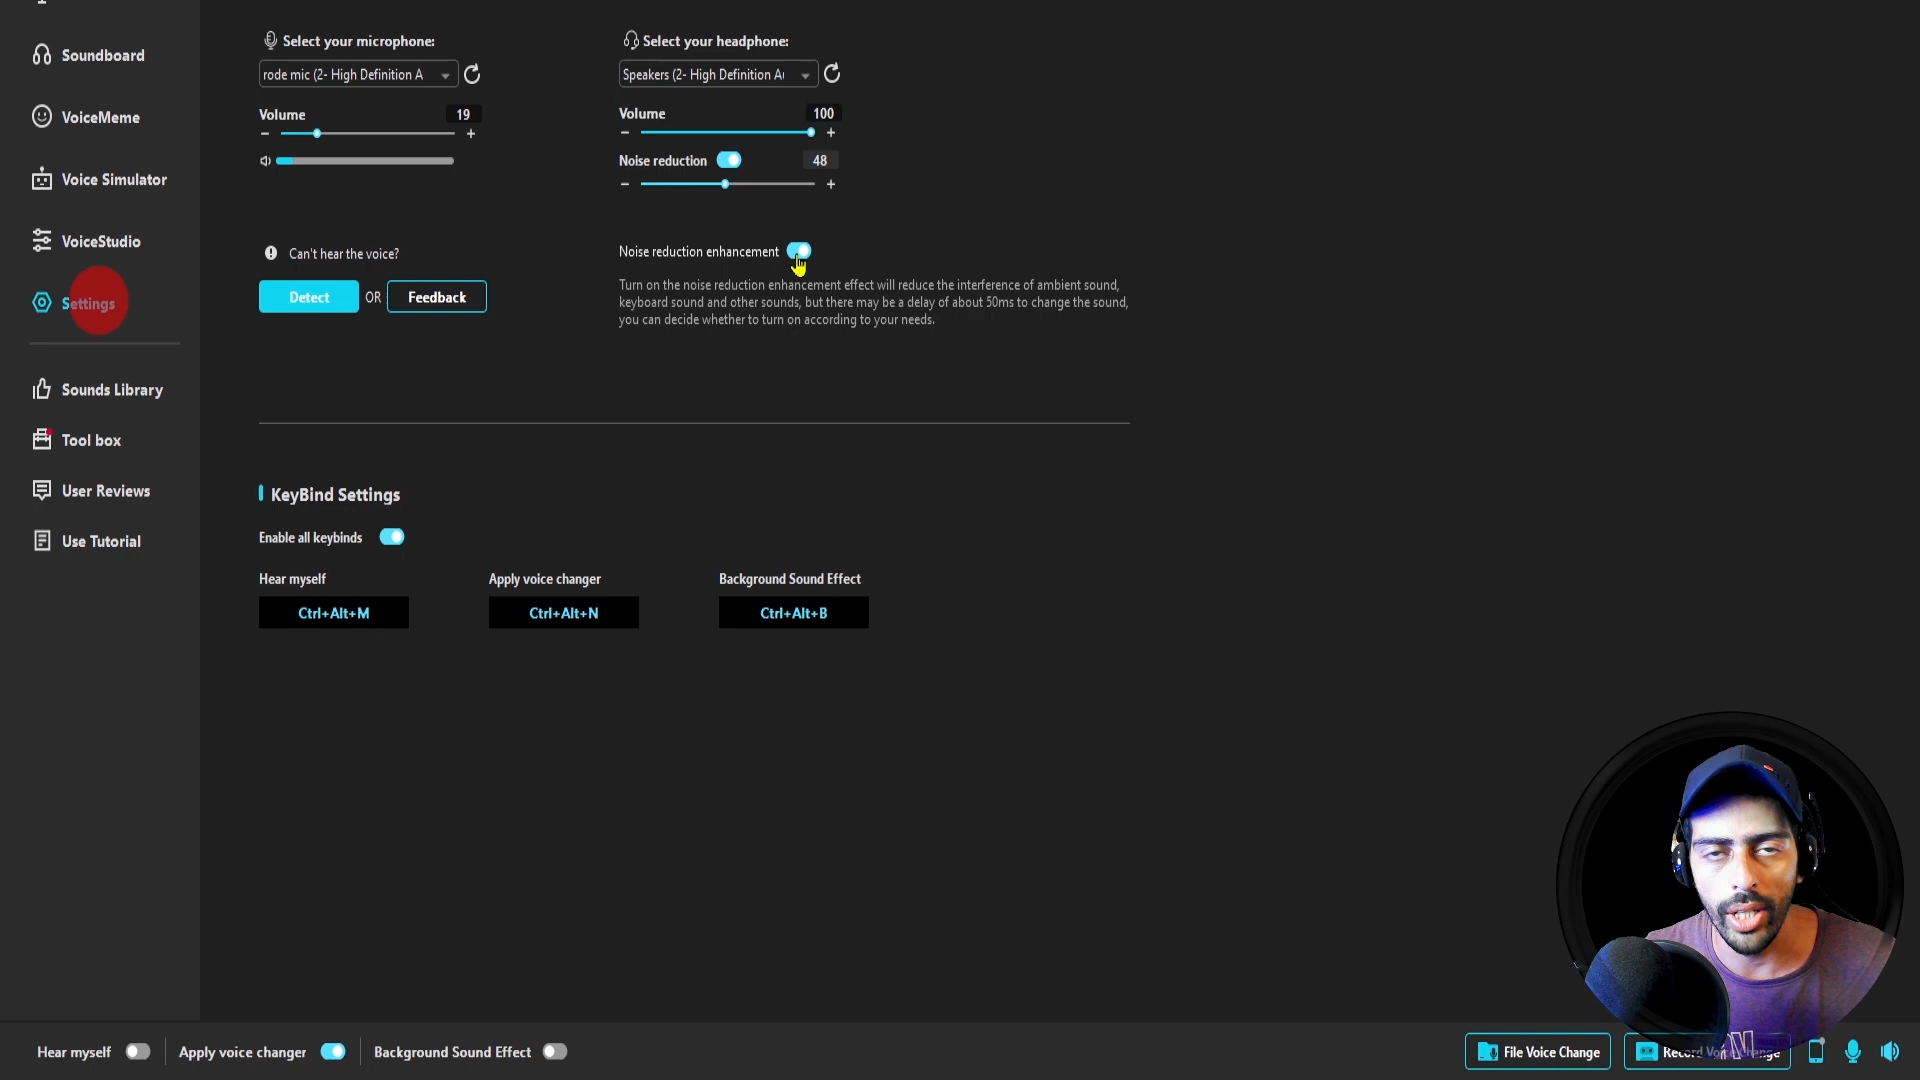 Soundboard
VoiceMeme
Voice Simulator
VoiceStudio
Settings
Sounds Library
Tool box
User Reviews
Use Tutorial
Select your microphone:
rode mic (2- High Definition A
Volume 19
Can't hear the voice?
Detect OR Feedback
Select your headphone:
Speakers (2- High Definition Au
Volume 100
Noise reduction 48
Noise reduction enhancement
Turn on the noise reduction enhancement effect will reduce the interference of ambient sound,
keyboard sound and other sounds, but there may be a delay of about 50ms to change the sound,
you can decide whether to turn on according to your needs.
KeyBind Settings
Enable all keybinds
Hear myself Apply voice changer Background Sound Effect
Ctrl+Alt+M Ctrl+Alt+N Ctrl+Alt+B
Hear myself Apply voice changer Background Sound Effect File Voice Change Record Voice Change